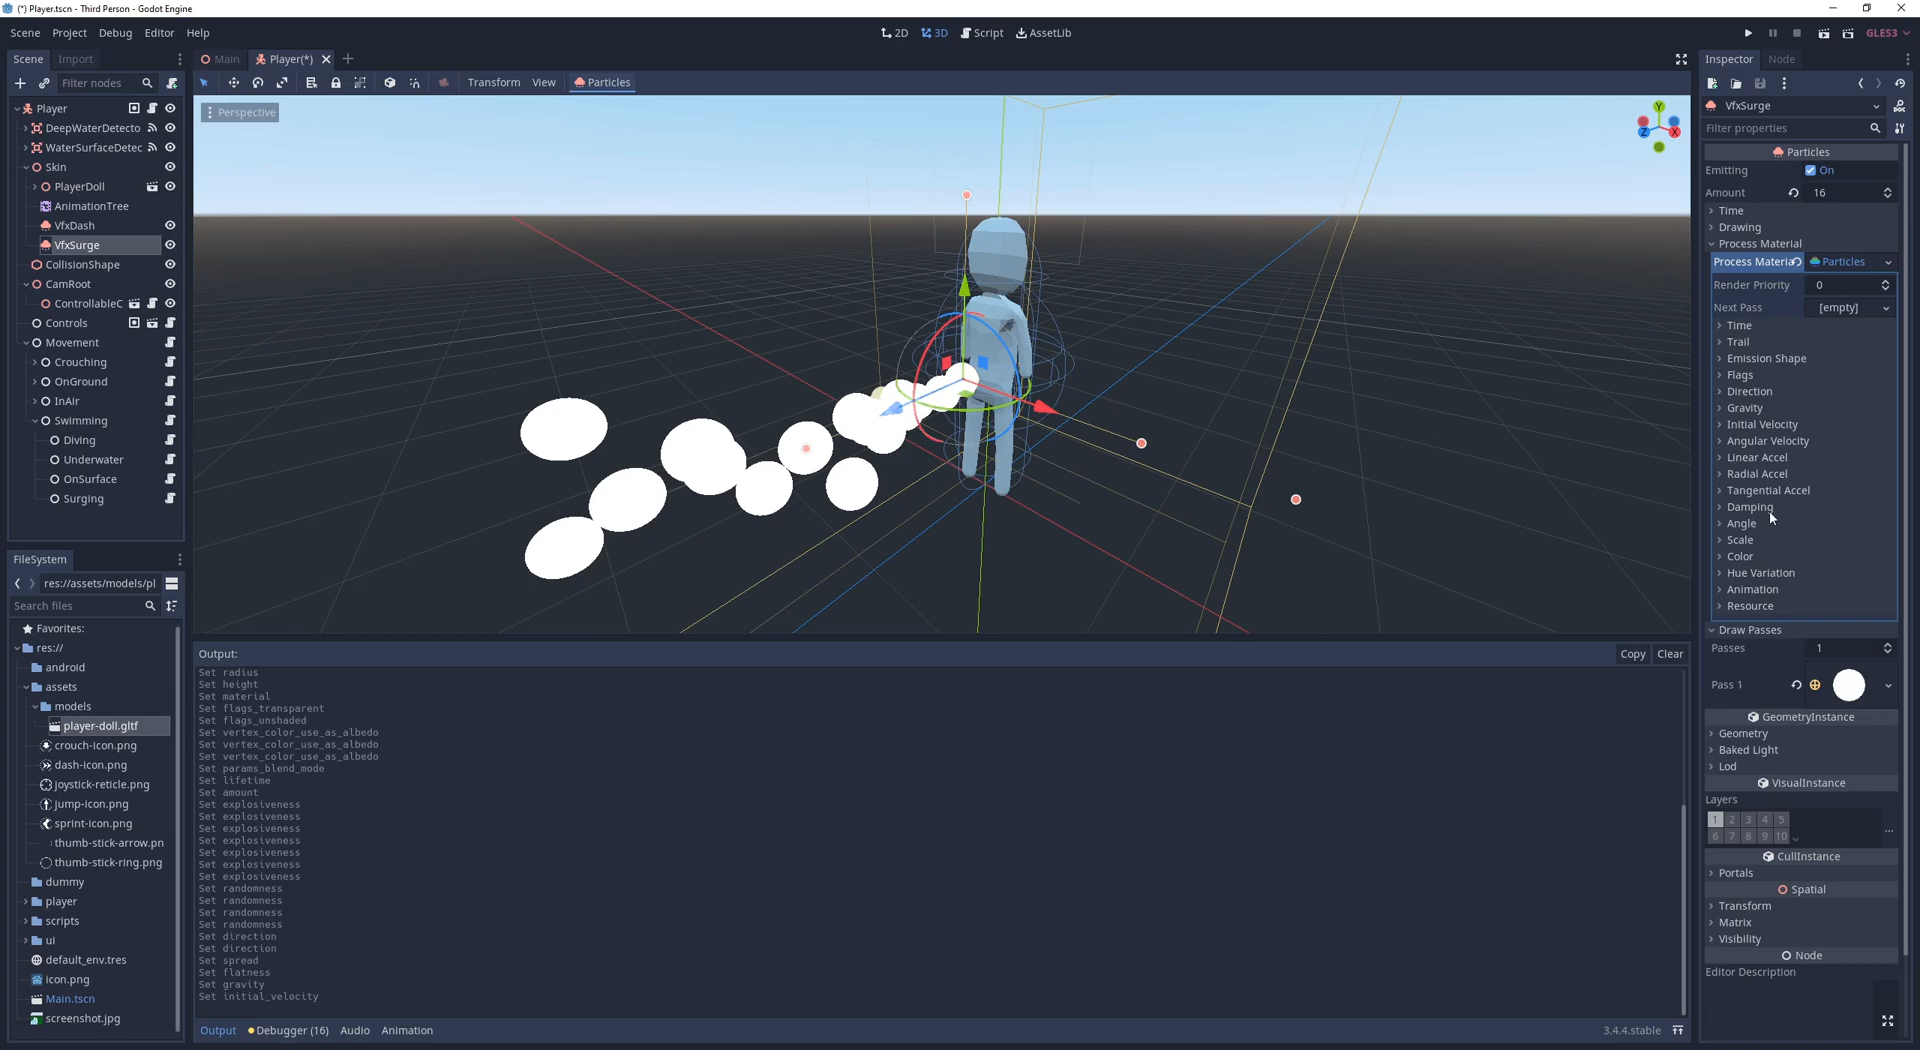 (*) Player.tscn - Third Person - Godot Engine
Scene Project Debug Editor Help
2D 3D Script AssetLib
GLES3
Scene Import
Main Player(*)
Inspector Node
Filter nodes
Transform View Particles
Perspective
Y
Z
X
Player
DeepWaterDetecto
WaterSurfaceDetec
Skin
PlayerDoll
AnimationTree
VfxDash
VfxSurge
CollisionShape
CamRoot
ControllableC
Controls
Movement
Crouching
OnGround
InAir
Swimming
Diving
Underwater
OnSurface
Surging
FileSystem
res://assets/models/pl
Search files
Favorites:
res://
android
assets
models
player-doll.gltf
crouch-icon.png
dash-icon.png
joystick-reticle.png
jump-icon.png
sprint-icon.png
thumb-stick-arrow.pn
thumb-stick-ring.png
dummy
player
scripts
ui
default_env.tres
icon.png
Main.tscn
screenshot.jpg
Output:
Copy Clear
Set radius
Set height
Set material
Set flags_transparent
Set flags_unshaded
Set vertex_color_use_as_albedo
Set vertex_color_use_as_albedo
Set vertex_color_use_as_albedo
Set params_blend_mode
Set lifetime
Set amount
Set explosiveness
Set explosiveness
Set explosiveness
Set explosiveness
Set explosiveness
Set explosiveness
Set explosiveness
Set randomness
Set randomness
Set randomness
Set randomness
Set direction
Set direction
Set spread
Set flatness
Set gravity
Set initial_velocity
Output Debugger (16) Audio Animation
3.4.4.stable
VfxSurge
Filter properties
Particles
Emitting On
Amount 16
Time
Drawing
Process Material
Process Materia Particles
Render Priority 0
Next Pass [empty]
Time
Trail
Emission Shape
Flags
Direction
Gravity
Initial Velocity
Angular Velocity
Linear Accel
Radial Accel
Tangential Accel
Damping
Angle
Scale
Color
Hue Variation
Animation
Resource
Draw Passes
Passes 1
Pass 1
GeometryInstance
Geometry
Baked Light
Lod
VisualInstance
Layers
1 2 3 4 5
6 7 8 9 10
...
CullInstance
Portals
Spatial
Transform
Matrix
Visibility
Node
Editor Description